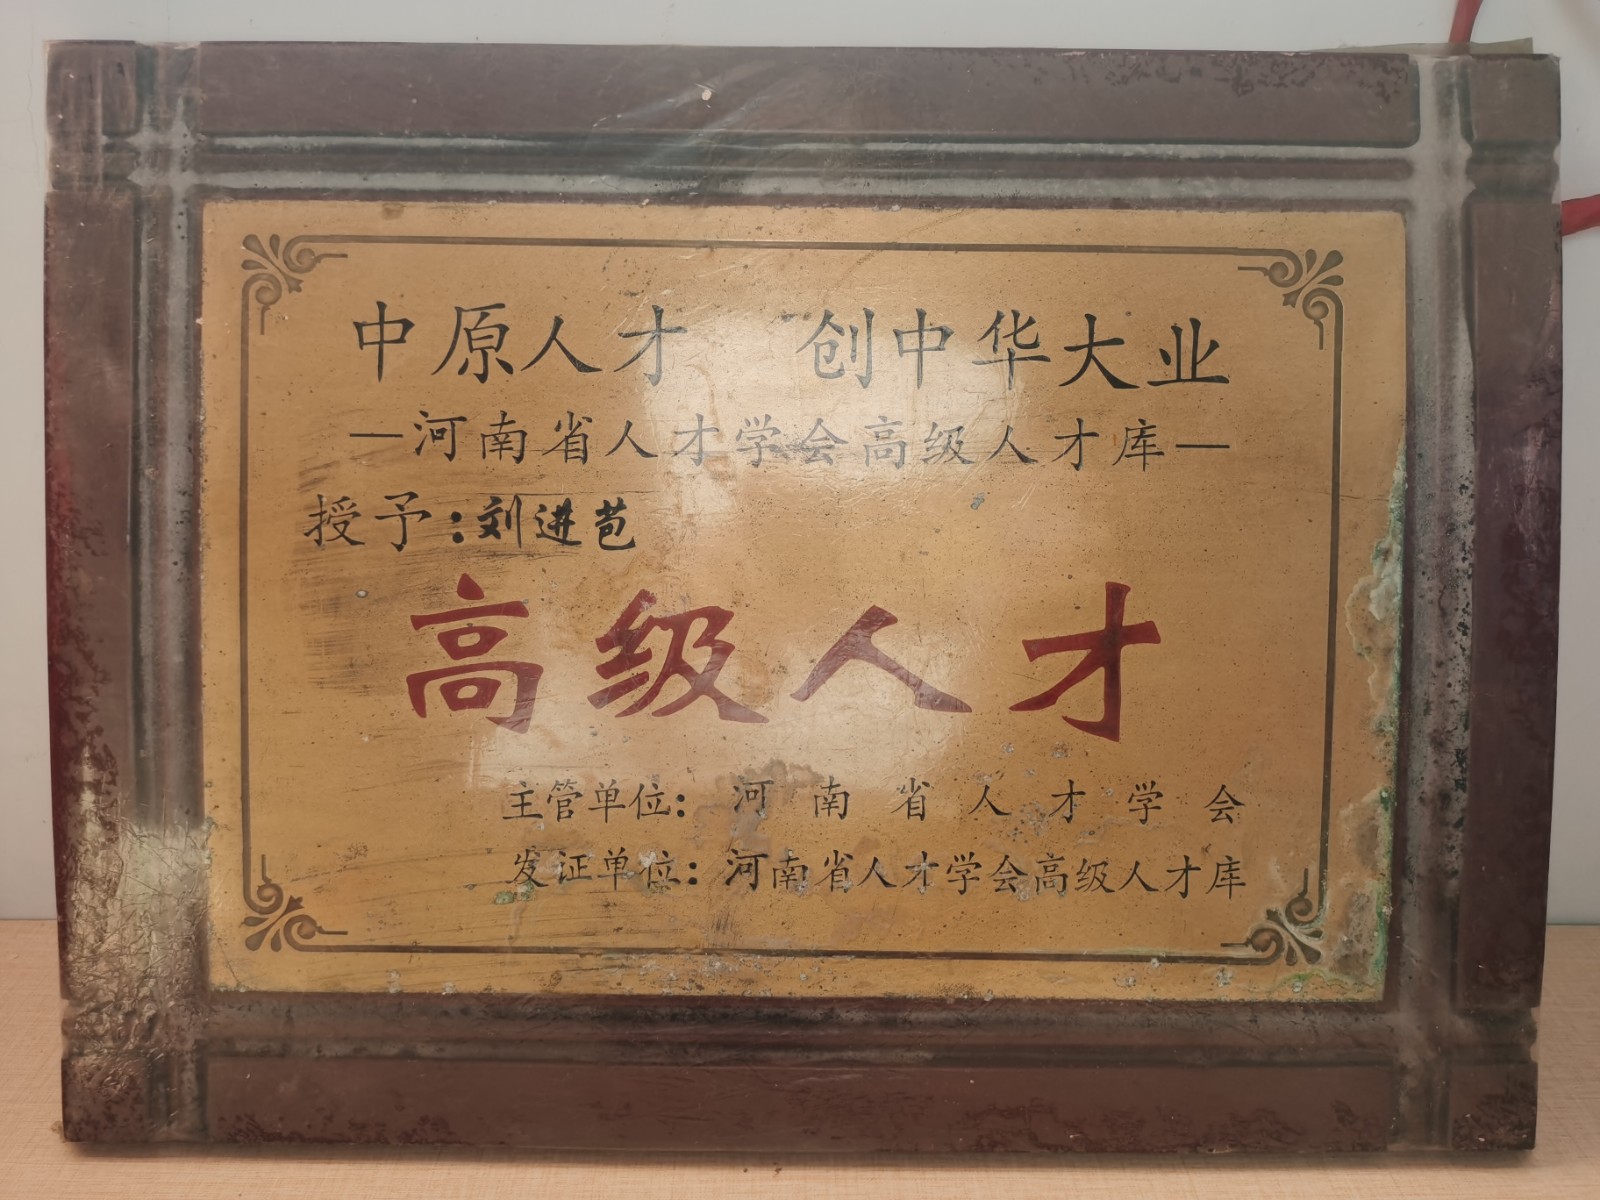 中原人才 创中华大业
—河南省人才学会高级人才库—
授予:刘进苞
高级人才
主管单位:河南省人才学会
发证单位:河南省人才学会高级人才库